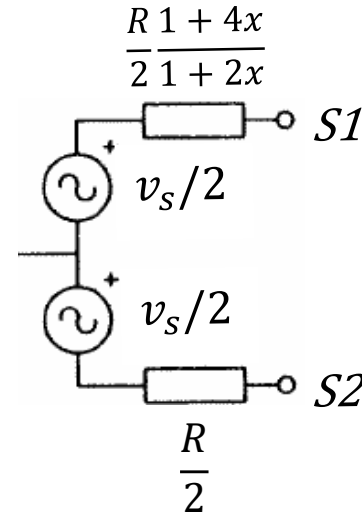 R/2 (1 + 4x)/(1 + 2x)
S1
+
v_s/2
+
v_s/2
S2
R/2